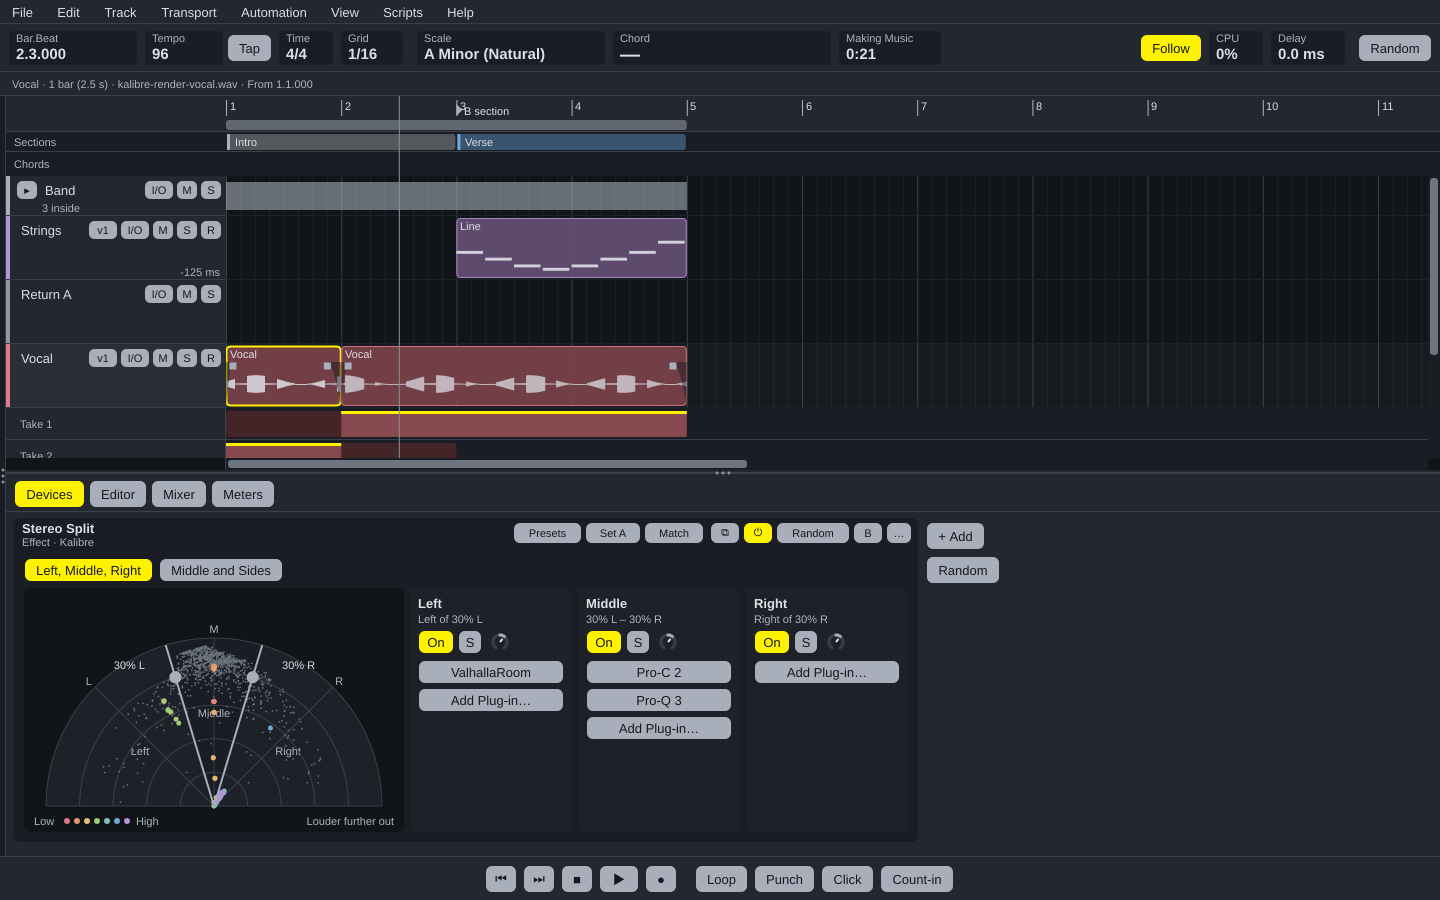 File Edit Track Transport Automation View Scripts Help
Bar.Beat Tempo Time Grid Scale Chord Making Music CPU Delay
2.3.000 96 Tap 4/4 1/16 A Minor (Natural) — 0:21 Follow 0% 0.0 ms Random
Vocal · 1 bar (2.5 s) · kalibre-render-vocal.wav · From 1.1.000
1 2 3 4 5 6 7 8 9 10 11
B section
Sections Intro Verse
Chords
Band I/O M S
3 inside
Strings v1 I/O M S R Line
-125 ms
Return A I/O M S
Vocal v1 I/O M S R Vocal Vocal
Take 1
Take 2
Devices Editor Mixer Meters
Stereo Split Presets Set A Match Random B … + Add
Effect · Kalibre
Left, Middle, Right Middle and Sides Random
Left Middle Right
Left of 30% L 30% L – 30% R Right of 30% R
On S On S On S
ValhallaRoom Pro-C 2 Add Plug-in…
Add Plug-in… Pro-Q 3
Add Plug-in…
M
30% L 30% R
L R
Middle
Left Right
Low High Louder further out
Loop Punch Click Count-in